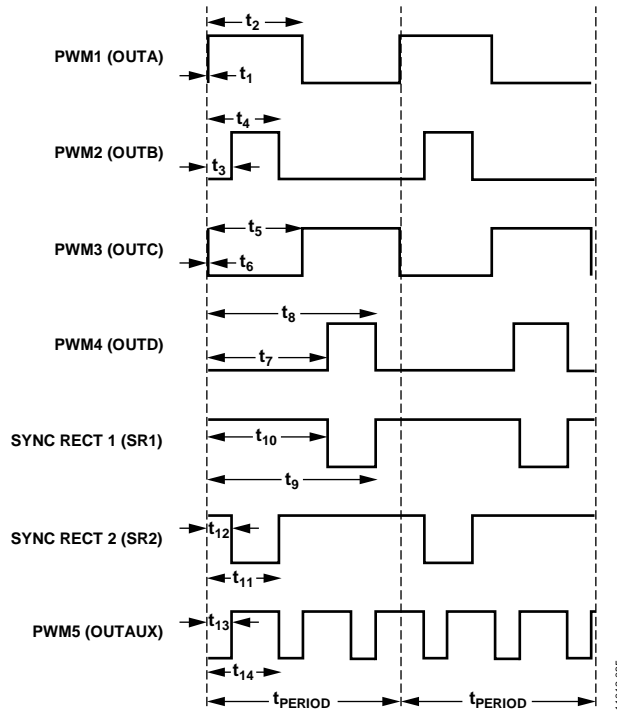 t2
PWM1 (OUTA)
t1
t4
PWM2 (OUTB)
t3
t5
PWM3 (OUTC)
t6
t8
PWM4 (OUTD)
t7
SYNC RECT 1 (SR1)
t10
t9
SYNC RECT 2 (SR2)
t12
t11
PWM5 (OUTAUX)
t13
t14
tPERIOD tPERIOD